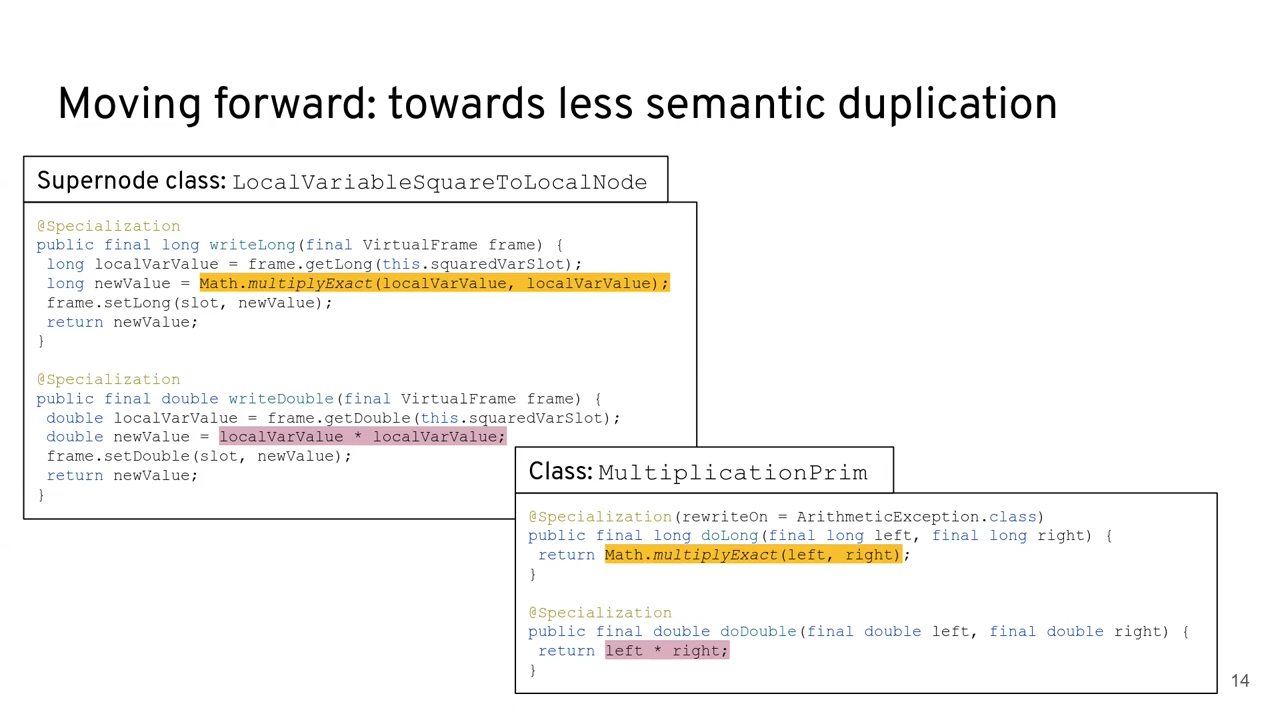 Moving forward: towards less semantic duplication
Supernode class: LocalVariableSquareToLocalNode
@Specialization
public final long writeLong(final VirtualFrame frame) {
long localVarValue = frame.getLong(this.squaredVarSlot);
long newValue = Math.multiplyExact(localVarValue, localVarValue);
frame.setLong(slot, newValue);
return newValue;
}
@Specialization
public final double writeDouble(final VirtualFrame frame) {
double localVarValue = frame.getDouble(this.squaredVarSlot);
double newValue = localVarValue * localVarValue;
frame.setDouble(slot, newValue);
return newValue;
}
Class: MultiplicationPrim
@Specialization(rewriteOn = ArithmeticException.class)
public final long doLong(final long left, final long right) {
return Math.multiplyExact(left, right);
}
@Specialization
public final double doDouble(final double left, final double right) {
return left * right;
}
14